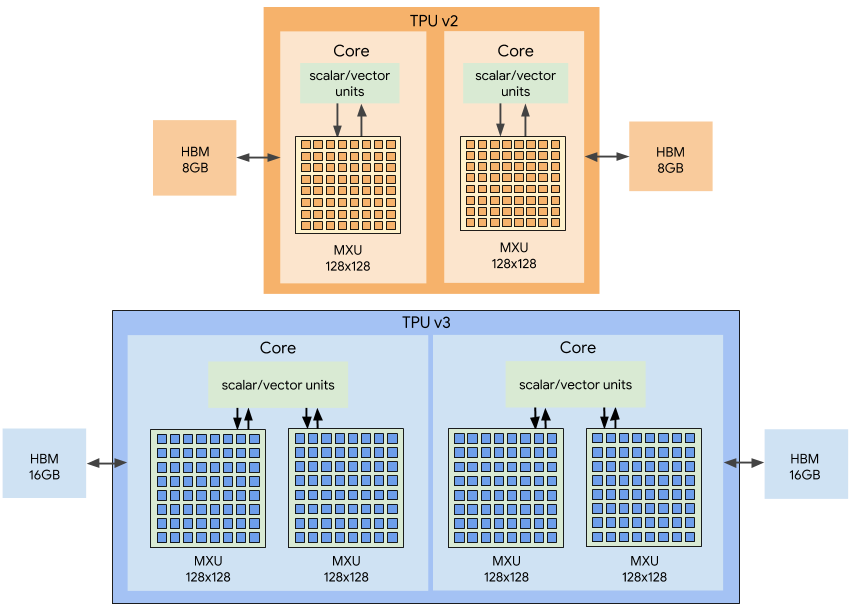 TPU v2
Core
Core
scalar/vector
units
scalar/vector
units
HBM
8GB
HBM
8GB
MXU
128x128
MXU
128x128
TPU v3
Core
Core
scalar/vector units
scalar/vector units
HBM
16GB
HBM
16GB
MXU
128x128
MXU
128x128
MXU
128x128
MXU
128x128